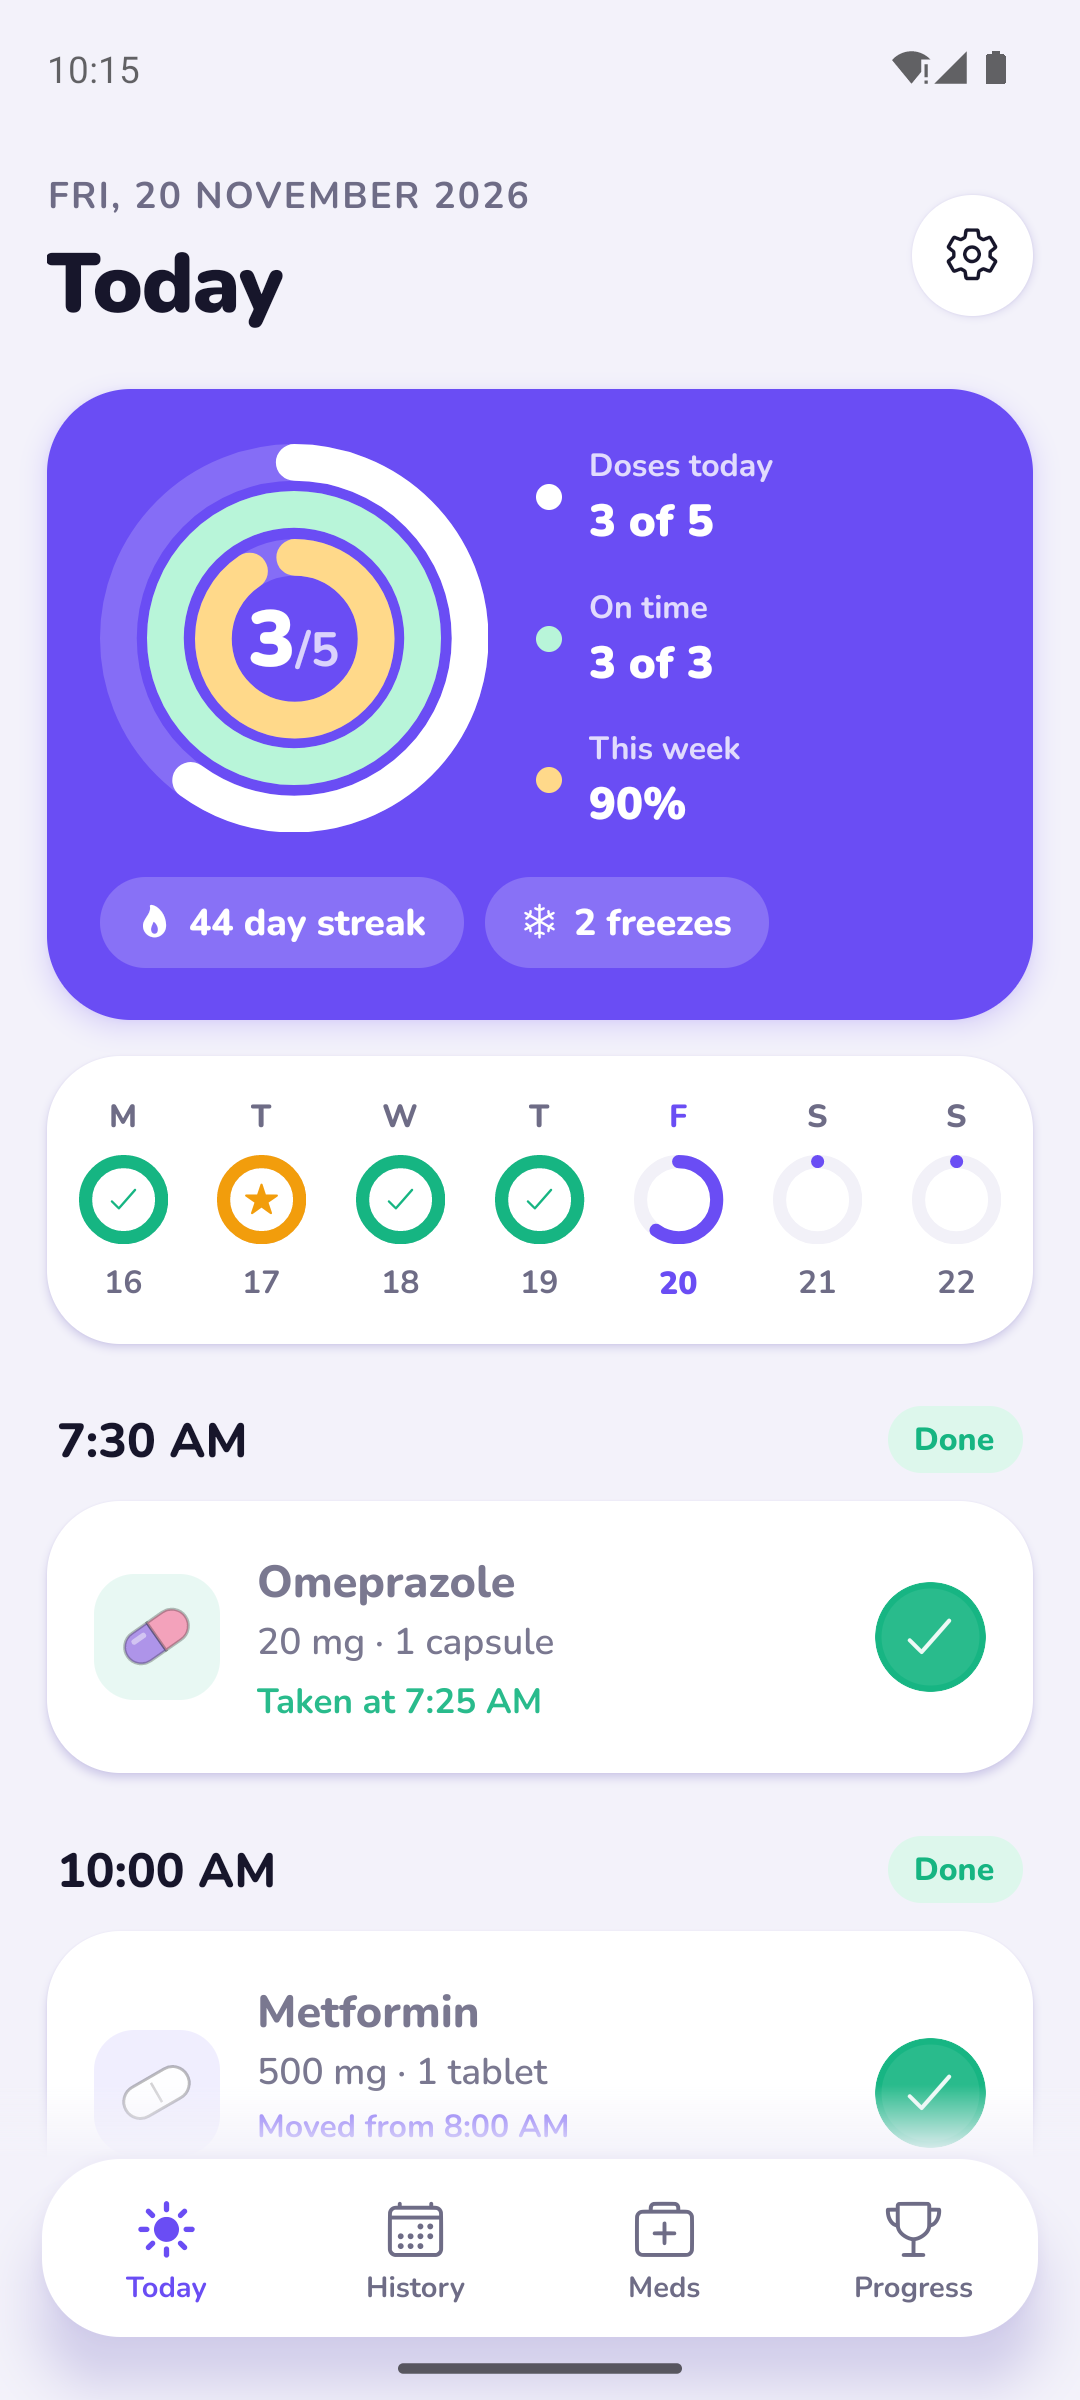 10:15
FRI, 20 NOVEMBER 2026
Today
3/5
Doses today
3 of 5
On time
3 of 3
This week
90%
44 day streak
2 freezes
M T W T F S S
16 17 18 19 20 21 22
7:30 AM
Done
Omeprazole
20 mg · 1 capsule
Taken at 7:25 AM
10:00 AM
Done
Metformin
500 mg · 1 tablet
Moved from 8:00 AM
Today
History
Meds
Progress